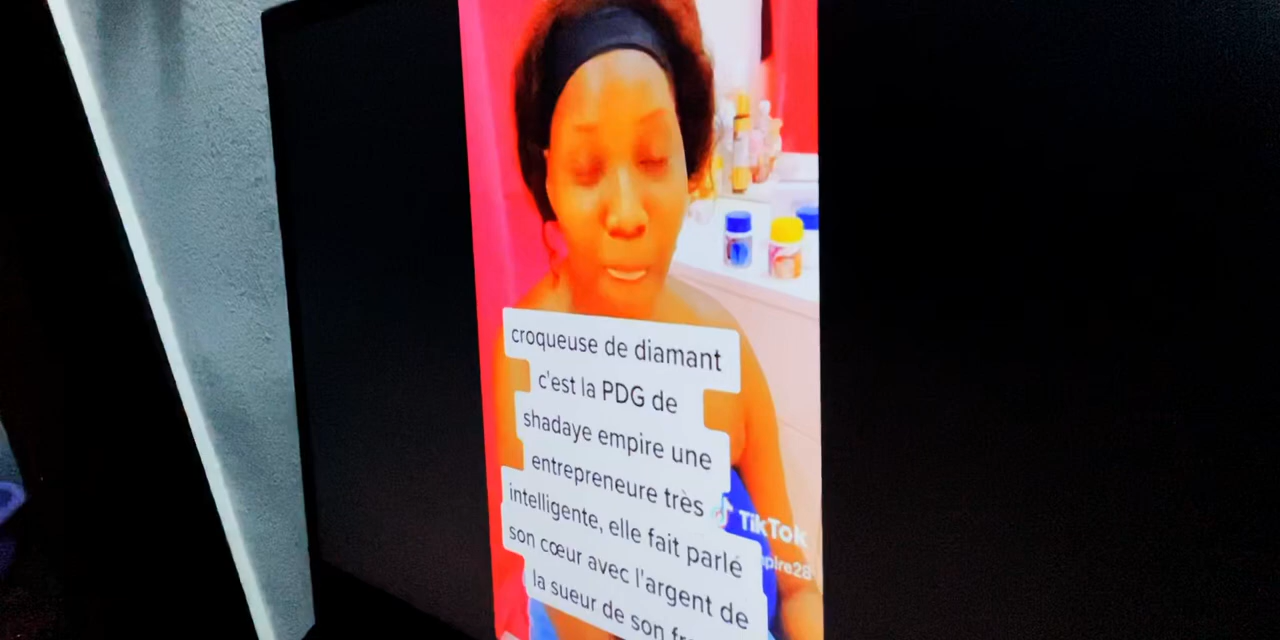 croqueuse de diamant
c'est la PDG de
shadaye empire une
entrepreneure très
intelligente, elle fait parlé
son cœur avec l'argent de
la sueur de son
TikTok